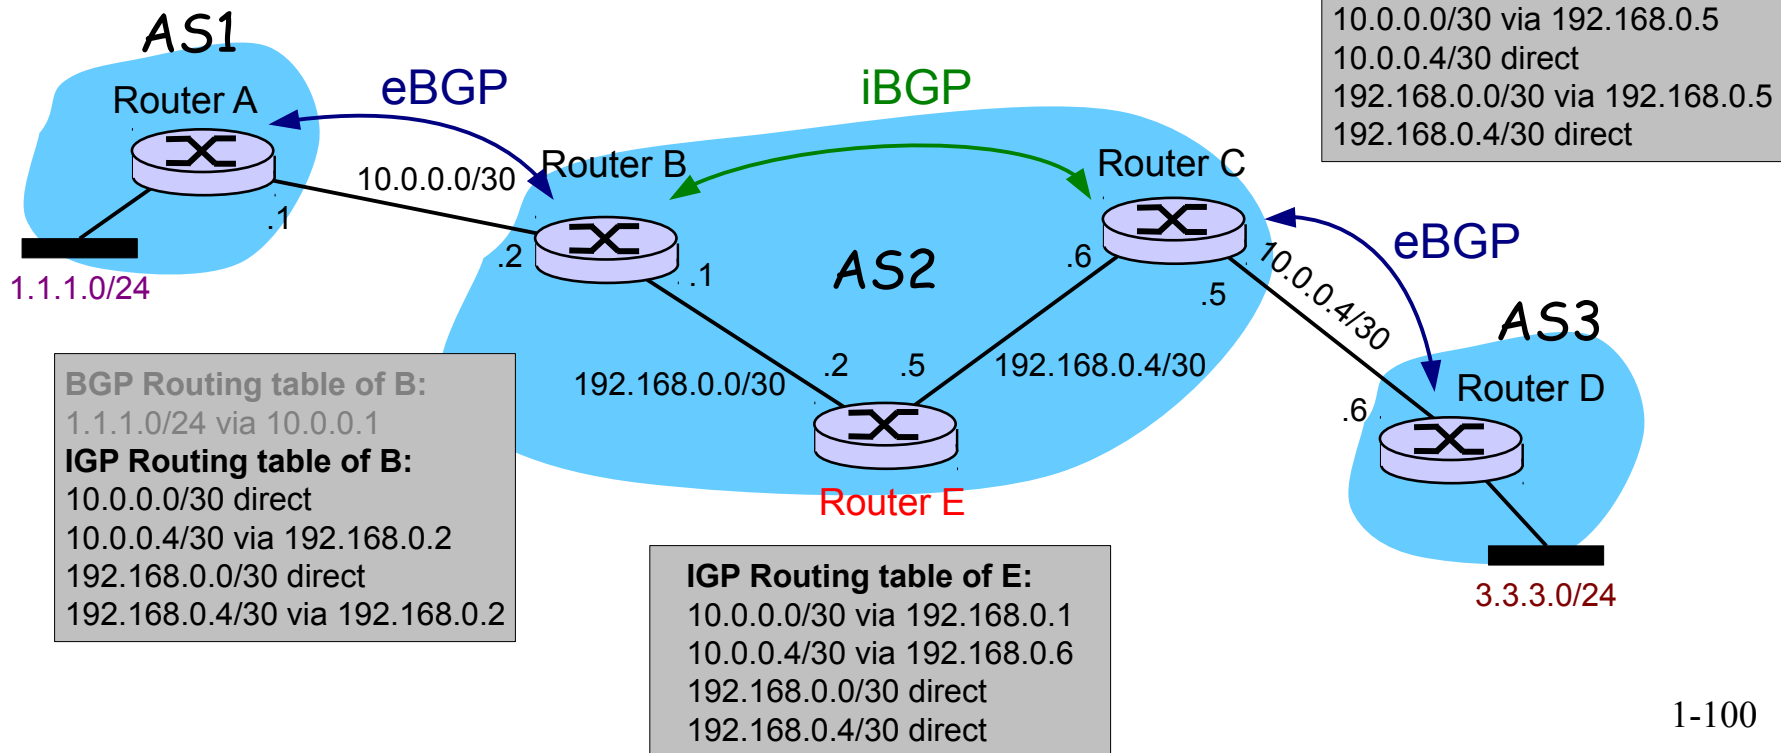 10.0.0.0/30 via 192.168.0.5
10.0.0.4/30 direct
192.168.0.0/30 via 192.168.0.5
192.168.0.4/30 direct
AS1
Router A
eBGP
iBGP
10.0.0.0/30
Router B
Router C
.1
.2
.1
AS2
.6
.5
10.0.0.4/30
eBGP
1.1.1.0/24
AS3
192.168.0.0/30
.2
.5
192.168.0.4/30
Router D
.6
Router E
3.3.3.0/24
BGP Routing table of B:
1.1.1.0/24 via 10.0.0.1
IGP Routing table of B:
10.0.0.0/30 direct
10.0.0.4/30 via 192.168.0.2
192.168.0.0/30 direct
192.168.0.4/30 via 192.168.0.2
IGP Routing table of E:
10.0.0.0/30 via 192.168.0.1
10.0.0.4/30 via 192.168.0.6
192.168.0.0/30 direct
192.168.0.4/30 direct
1-100